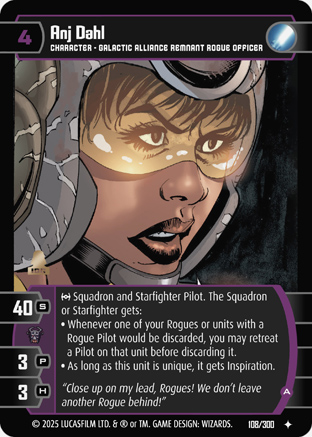 4
Anj Dahl
CHARACTER - GALACTIC ALLIANCE REMNANT ROGUE OFFICER
40 S
3 P
3 H
Squadron and Starfighter Pilot. The Squadron
or Starfighter gets:
• Whenever one of your Rogues or units with a
Rogue Pilot would be discarded, you may retreat
a Pilot on that unit before discarding it.
• As long as this unit is unique, it gets Inspiration.
“Close up on my lead, Rogues! We don’t leave
another Rogue behind!”
A
© 2025 LUCASFILM LTD. & ® or TM. GAME DESIGN: WIZARDS.
108/300